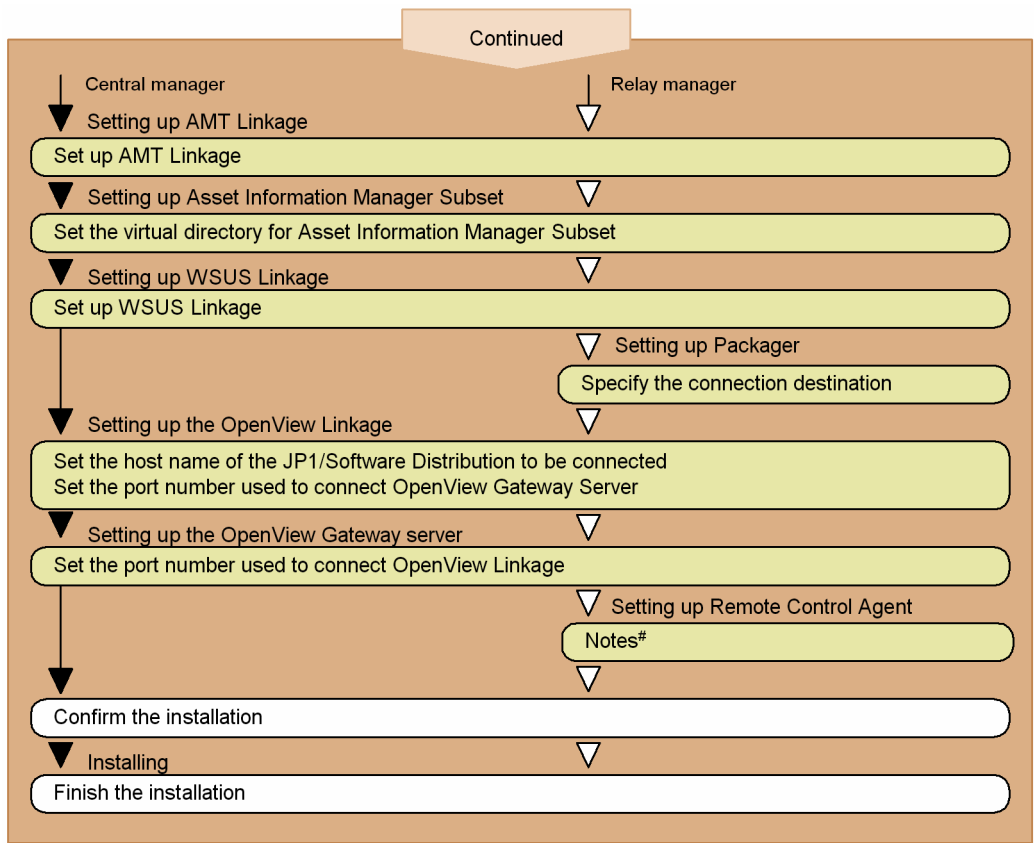 Continued
Central manager
Relay manager
Setting up AMT Linkage
Set up AMT Linkage
Setting up Asset Information Manager Subset
Set the virtual directory for Asset Information Manager Subset
Setting up WSUS Linkage
Set up WSUS Linkage
Setting up Packager
Specify the connection destination
Setting up the OpenView Linkage
Set the host name of the JP1/Software Distribution to be connected
Set the port number used to connect OpenView Gateway Server
Setting up the OpenView Gateway server
Set the port number used to connect OpenView Linkage
Setting up Remote Control Agent
Notes#
Confirm the installation
Installing
Finish the installation